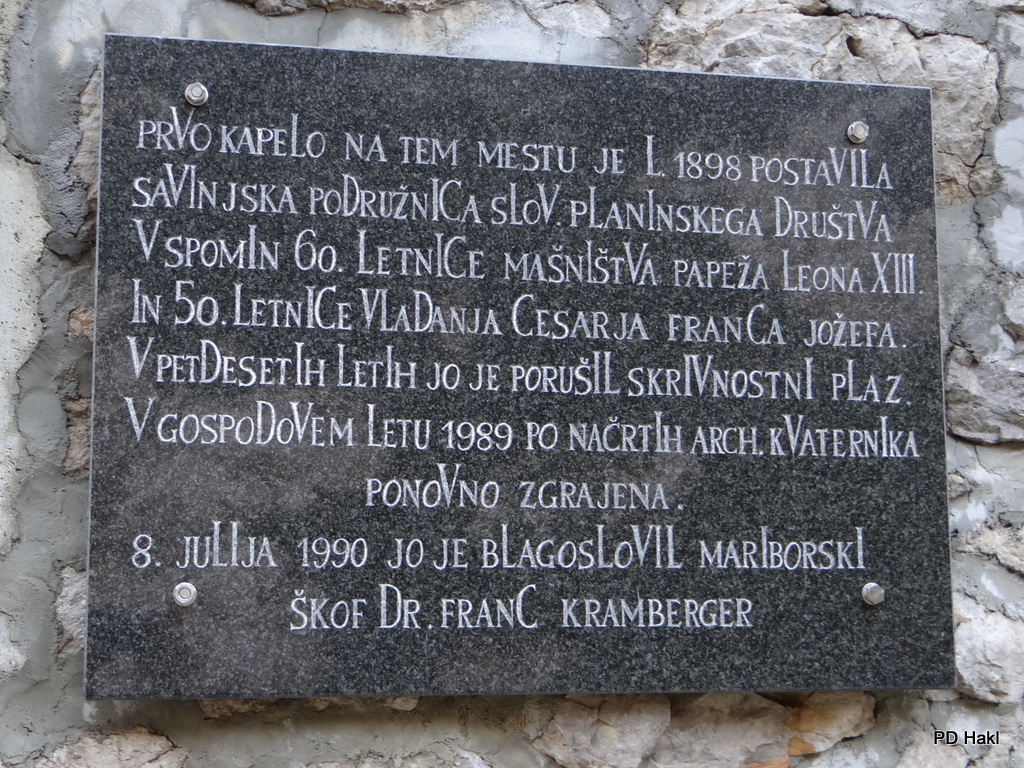 PRVO KAPELO NA TEM MESTU JE L. 1898 POSTAVILA
SAVINJSKA PODRUŽNICA SLOV. PLANINSKEGA DRUŠTVA
V SPOMIN 60. LETNICE MAŠNIŠTVA PAPEŽA LEONA XIII.
IN 50. LETNICE VLADANJA CESARJA FRANCA JOŽEFA.
V PETDESETIH LETIH JO JE PORUŠIL SKRIVNOSTNI PLAZ.
V GOSPODOVEM LETU 1989 PO NAČRTIH ARCH. KVATERNIKA
PONOVNO ZGRAJENA.
8. JULIJA 1990 JO JE BLAGOSLOVIL MARIBORSKI
ŠKOF DR. FRANC KRAMBERGER
PD Hakl